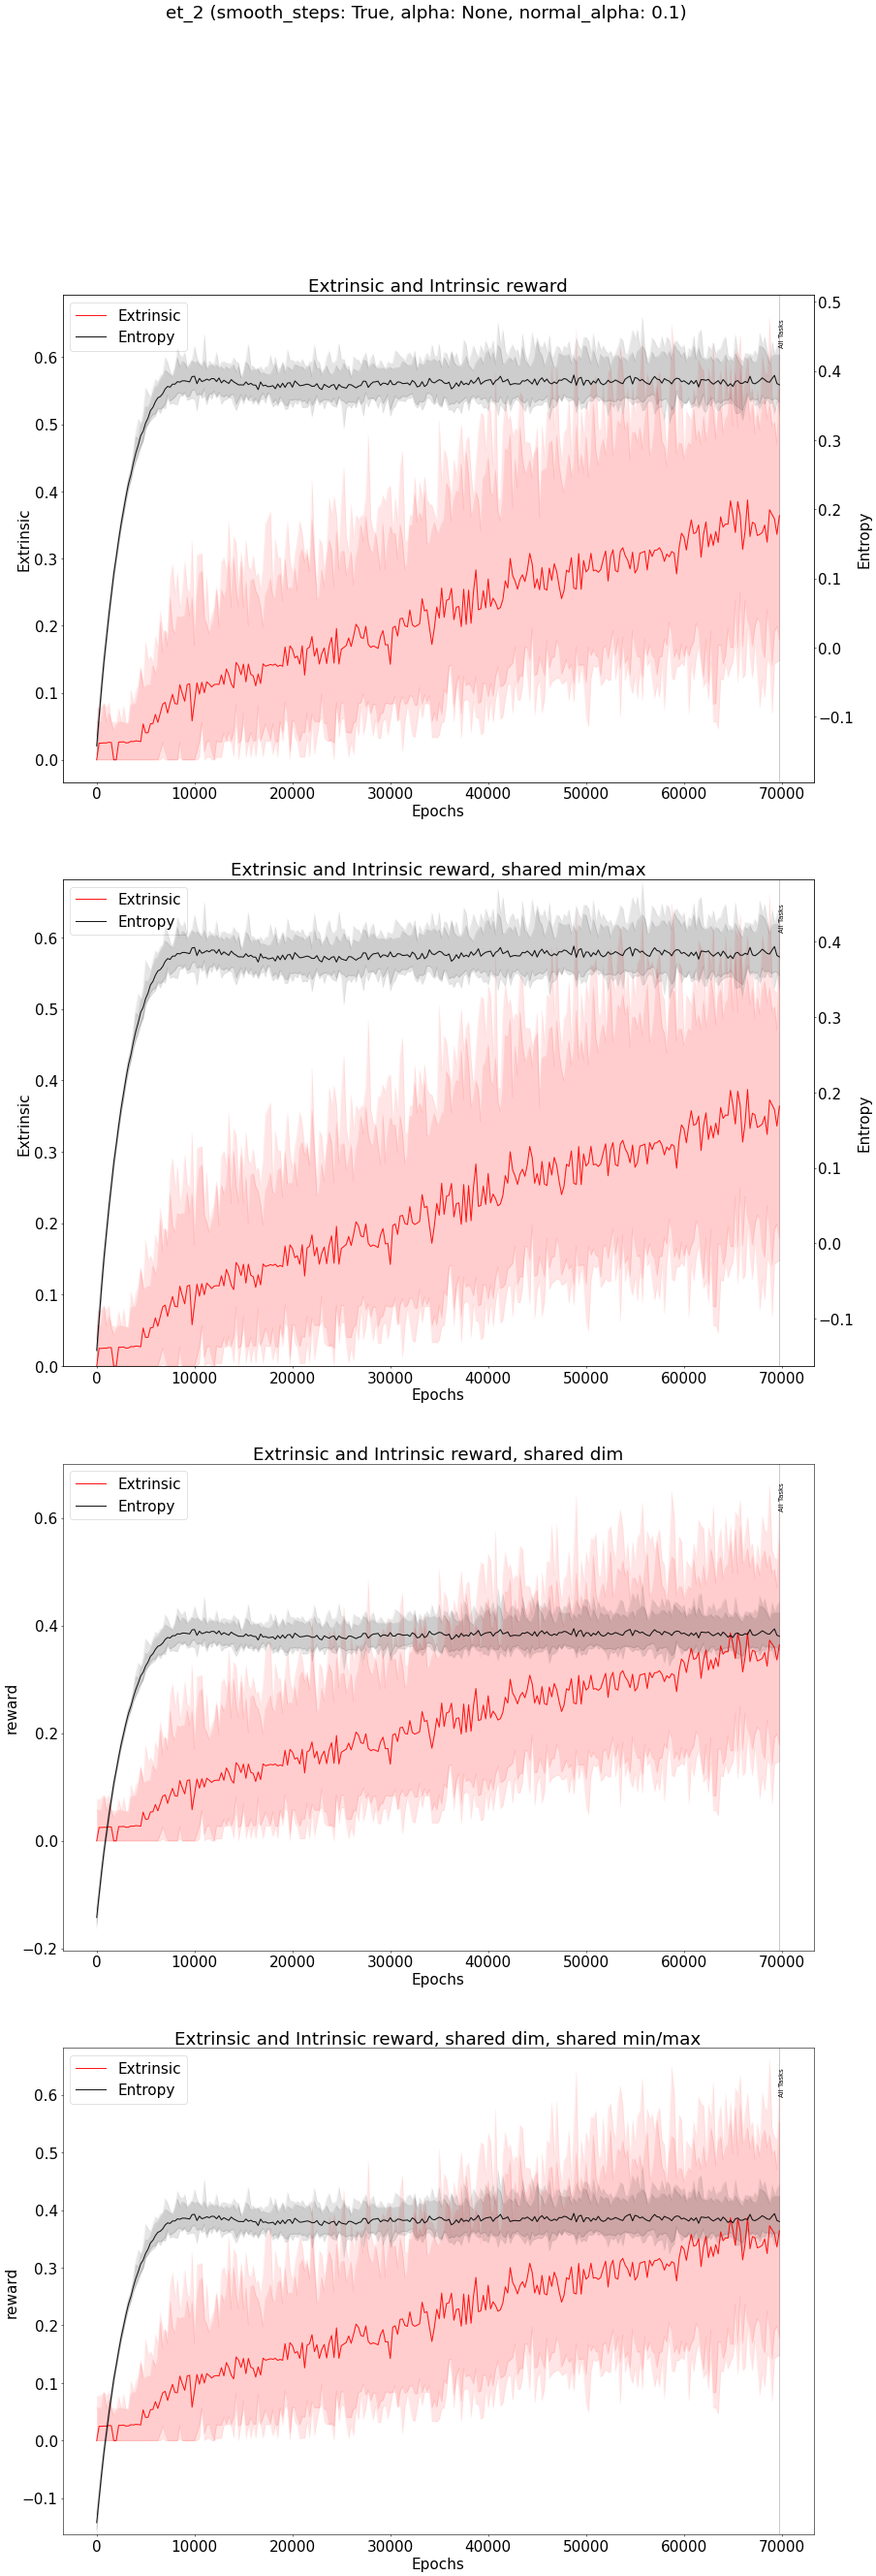 et_2 (smooth_steps: True, alpha: None, normal_alpha: 0.1)
Extrinsic and Intrinsic reward
Extrinsic
Entropy
All Tasks
0.6
0.5
0.4
0.3
0.2
0.1
0.0
Extrinsic
0.5
0.4
0.3
0.2
0.1
0.0
−0.1
Entropy
0 10000 20000 30000 40000 50000 60000 70000
Epochs
Extrinsic and Intrinsic reward, shared min/max
Extrinsic
Entropy
All Tasks
0.6
0.5
0.4
0.3
0.2
0.1
0.0
Extrinsic
0.4
0.3
0.2
0.1
0.0
−0.1
Entropy
0 10000 20000 30000 40000 50000 60000 70000
Epochs
Extrinsic and Intrinsic reward, shared dim
Extrinsic
Entropy
All Tasks
0.6
0.4
0.2
0.0
−0.2
reward
0 10000 20000 30000 40000 50000 60000 70000
Epochs
Extrinsic and Intrinsic reward, shared dim, shared min/max
Extrinsic
Entropy
All Tasks
0.6
0.5
0.4
0.3
0.2
0.1
0.0
−0.1
reward
0 10000 20000 30000 40000 50000 60000 70000
Epochs